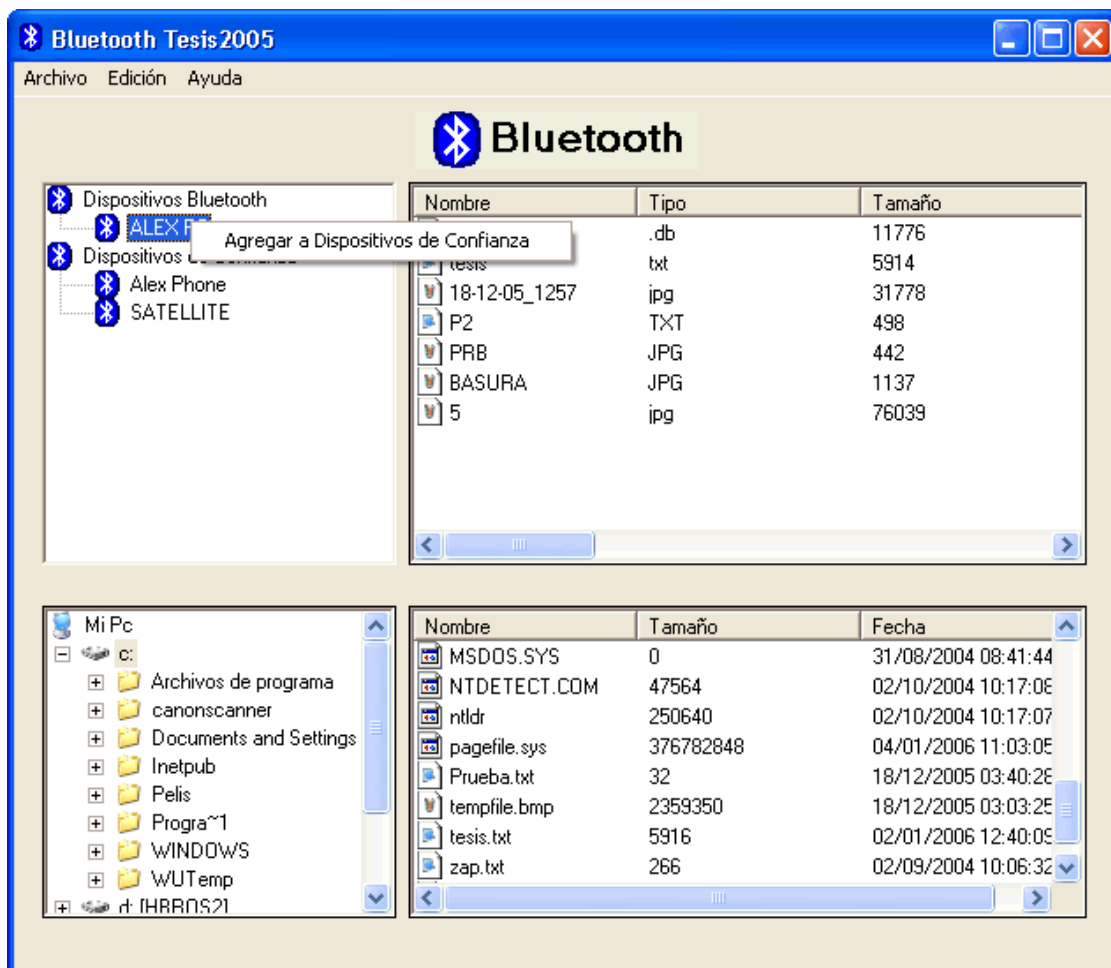 Bluetooth Tesis2005
Archivo Edición Ayuda
Bluetooth
Dispositivos Bluetooth
ALEX
Agregar a Dispositivos de Confianza
Dispositivos
Alex Phone
SATELLITE
Nombre Tipo Tamaño
.db 11776
tesis txt 5914
18-12-05_1257 jpg 31778
P2 TXT 498
PRB JPG 442
BASURA JPG 1137
5 jpg 76039
Mi Pc
c:
Archivos de programa
canonscanner
Documents and Settings
Inetpub
Pelis
Progra~1
WINDOWS
WUTemp
d: [HBBOS2]
Nombre Tamaño Fecha
MSDOS.SYS 0 31/08/2004 08:41:44
NTDETECT.COM 47564 02/10/2004 10:17:08
ntldr 250640 02/10/2004 10:17:07
pagefile.sys 376782848 04/01/2006 11:03:05
Prueba.txt 32 18/12/2005 03:40:28
tempfile.bmp 2359350 18/12/2005 03:03:25
tesis.txt 5916 02/01/2006 12:40:09
zap.txt 266 02/09/2004 10:06:32